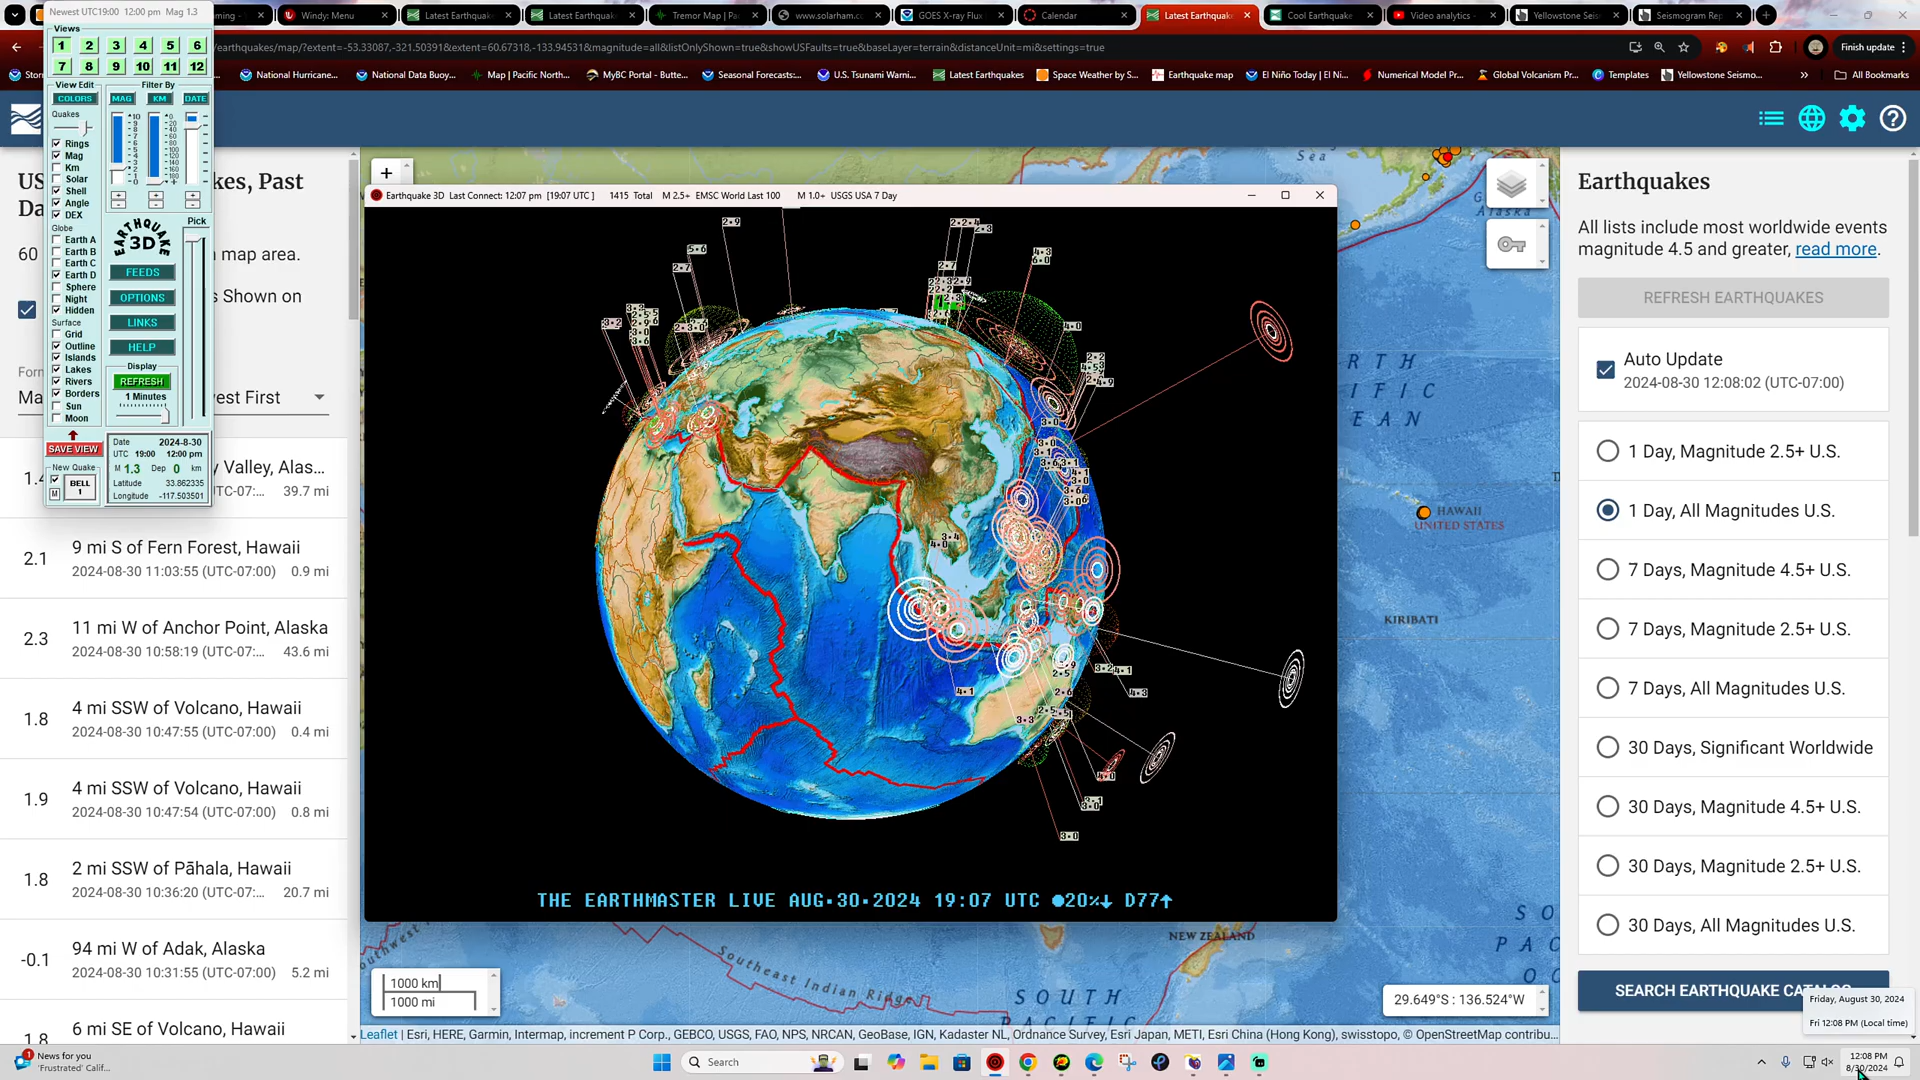 Newest UTC19:00 12:00 pm Mag 1.3
Windy: Menu
Latest Earthquak
Latest Earthquake
Tremor Map | Pa
www.solarham.c
GOES X-ray Flux
Calendar
Latest Earthquak
Cool Earthquake
Video analytics -
Yellowstone Seis
Seismogram Rep
/earthquakes/map/?extent=-53.33087,-321.50391&extent=60.67318,-133.94531&magnitude=all&listOnlyShown=true&showUSFaults=true&baseLayer=terrain&distanceUnit=mi&settings=true
Finish update
National Hurricane...
National Data Buoy...
Map | Pacific North...
MyBC Portal - Butte...
Seasonal Forecasts:...
U.S. Tsunami Warni...
Latest Earthquakes
Space Weather by S...
Earthquake map
El Niño Today | El Ni...
Numerical Model Pr...
Global Volcanism Pr...
Templates
Yellowstone Seismo...
All Bookmarks
Views
1 2 3 4 5 6
7 8 9 10 11 12
View Edit
Filter By
COLORS
MAG
KM
DATE
Quakes
Rings
Mag
Km
Solar
Shell
Angle
DEX
Globe
Earth A
Earth B
Earth C
Earth D
Sphere
Night
Hidden
Surface
Grid
Outline
Islands
Lakes
Rivers
Borders
Sun
Moon
Pick
EARTHQUAKE
3D
FEEDS
OPTIONS
LINKS
HELP
Display
REFRESH
1 Minutes
SAVE VIEW
New Quake
BELL
1
M
Date 2024-8-30
UTC 19:00 12:00 pm
M 1.3 Dep 0 km
Latitude 33.862335
Longitude -117.503501
60
map area.
Shown on
39.7 mi
2.1
9 mi S of Fern Forest, Hawaii
2024-08-30 11:03:55 (UTC-07:00) 0.9 mi
2.3
11 mi W of Anchor Point, Alaska
2024-08-30 10:58:19 (UTC-07:... 43.6 mi
1.8
4 mi SSW of Volcano, Hawaii
2024-08-30 10:47:55 (UTC-07:00) 0.4 mi
1.9
4 mi SSW of Volcano, Hawaii
2024-08-30 10:47:54 (UTC-07:00) 0.8 mi
1.8
2 mi SSW of Pāhala, Hawaii
2024-08-30 10:36:20 (UTC-07:... 20.7 mi
-0.1
94 mi W of Adak, Alaska
2024-08-30 10:31:55 (UTC-07:00) 5.2 mi
1.8
6 mi SE of Volcano, Hawaii
Earthquake 3D Last Connect: 12:07 pm [19:07 UTC ] 1415 Total M 2.5+ EMSC World Last 100 M 1.0+ USGS USA 7 Day
THE EARTHMASTER LIVE AUG·30·2024 19:07 UTC ●20%↓ D77↑
HAWAII
UNITED STATES
KIRIBATI
NEW ZEALAND
Southeast Indian Ridge
SOUTH
PACIFIC
1000 km
1000 mi
29.649°S : 136.524°W
Leaflet | Esri, HERE, Garmin, Intermap, increment P Corp., GEBCO, USGS, FAO, NPS, NRCAN, GeoBase, IGN, Kadaster NL, Ordnance Survey, Esri Japan, METI, Esri China (Hong Kong), swisstopo, © OpenStreetMap contribu...
Earthquakes
All lists include most worldwide events
magnitude 4.5 and greater, read more.
REFRESH EARTHQUAKES
Auto Update
2024-08-30 12:08:02 (UTC-07:00)
1 Day, Magnitude 2.5+ U.S.
1 Day, All Magnitudes U.S.
7 Days, Magnitude 4.5+ U.S.
7 Days, Magnitude 2.5+ U.S.
7 Days, All Magnitudes U.S.
30 Days, Significant Worldwide
30 Days, Magnitude 4.5+ U.S.
30 Days, Magnitude 2.5+ U.S.
30 Days, All Magnitudes U.S.
SEARCH EARTHQUAKE CATALOG
Friday, August 30, 2024
Fri 12:08 PM (Local time)
News for you
'Frustrated' Calif...
Search
12:08 PM
8/30/2024